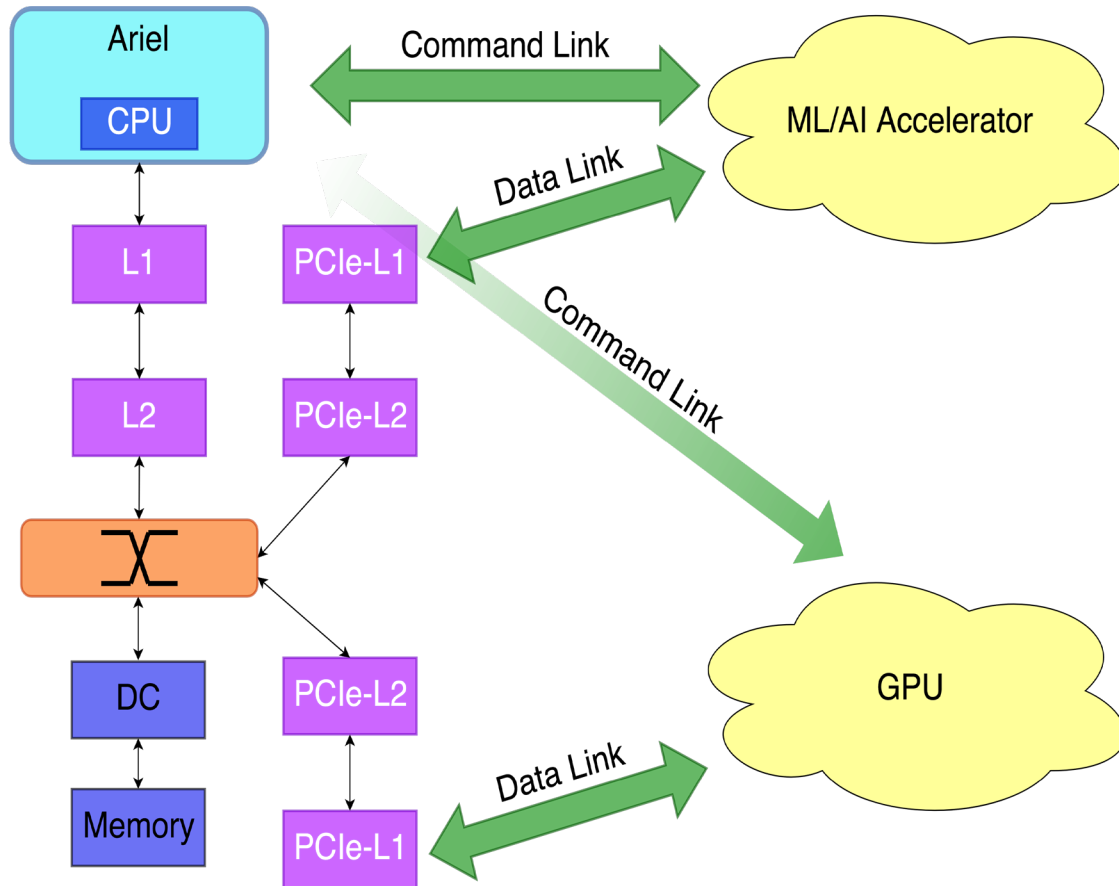 Ariel
CPU
Command Link
ML/AI Accelerator
Data Link
L1
PCIe-L1
Command Link
L2
PCIe-L2
DC
PCIe-L2
GPU
Data Link
Memory
PCIe-L1